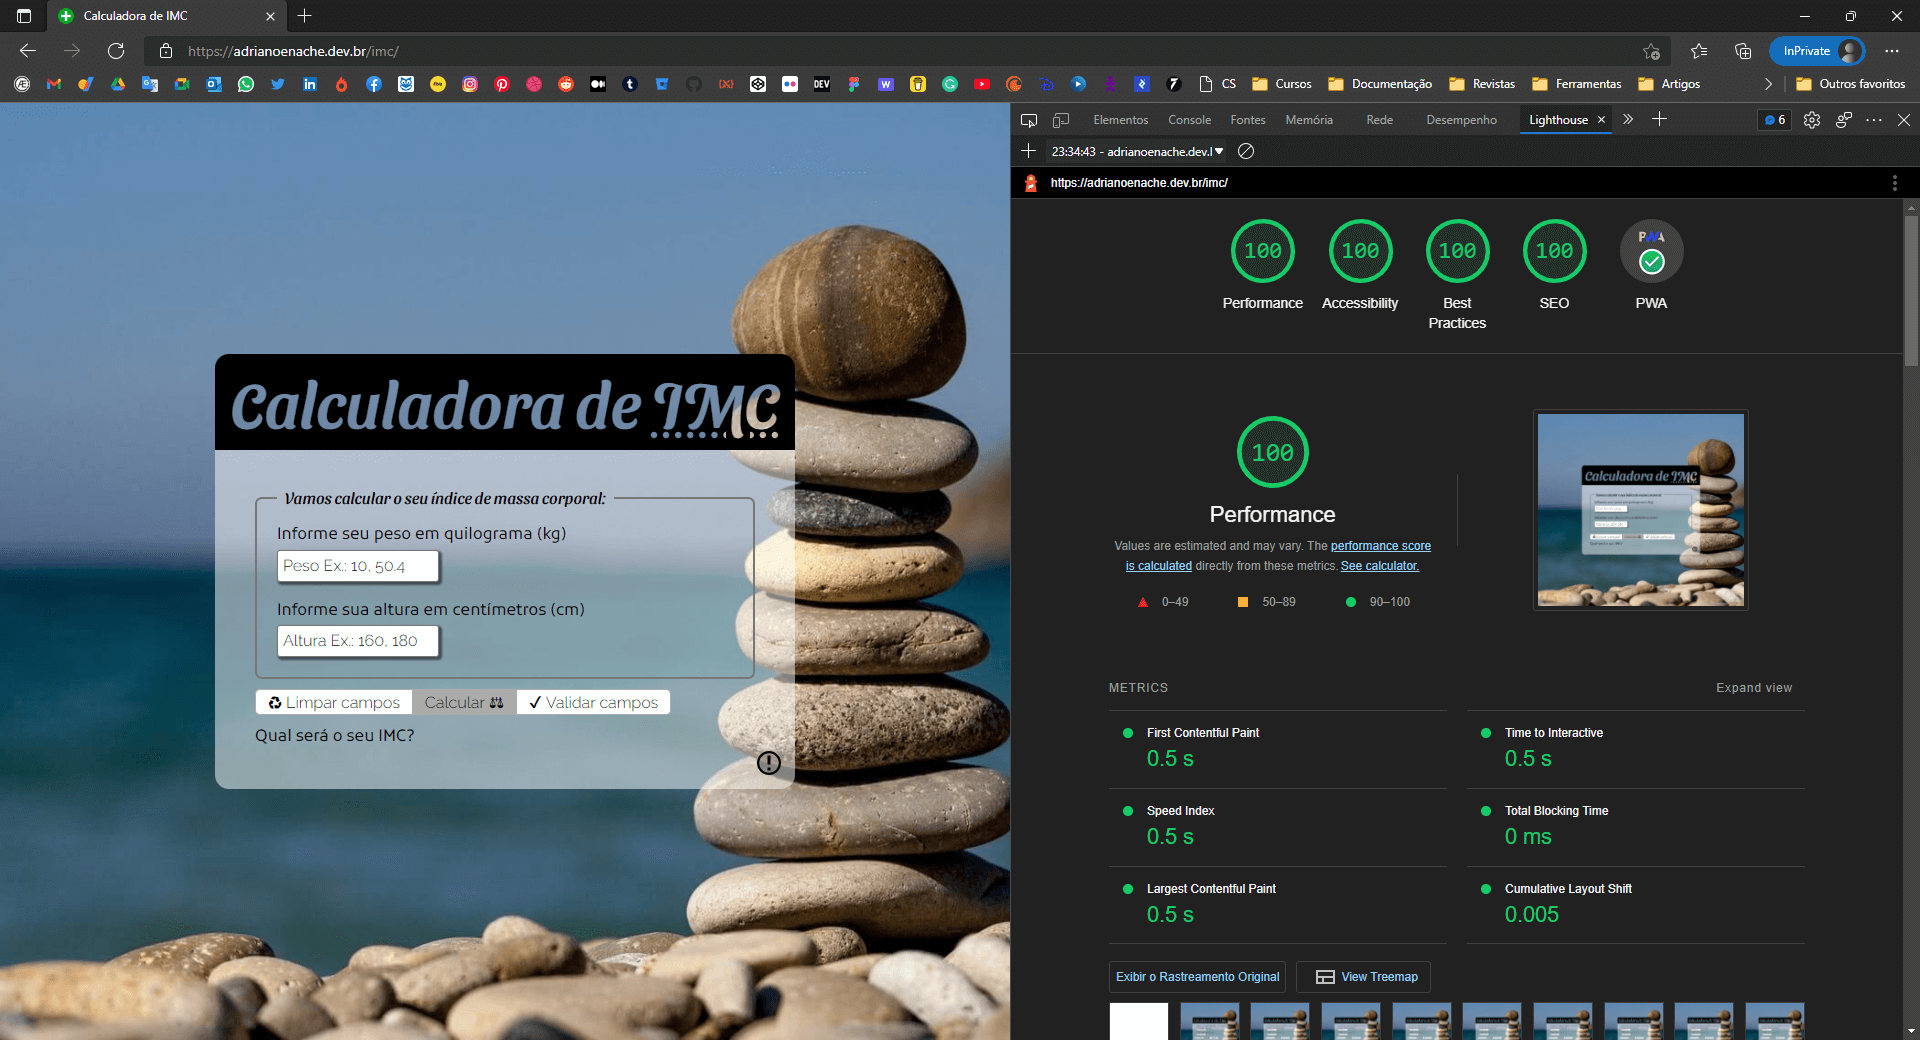 Calculadora de IMC
https://adrianoenache.dev.br/imc/
InPrivate
CS
Cursos
Documentação
Revistas
Ferramentas
Artigos
Outros favoritos
Calculadora de IMC
Vamos calcular o seu índice de massa corporal:
Informe seu peso em quilograma (kg)
Peso Ex.: 10, 50.4
Informe sua altura em centímetros (cm)
Altura Ex.: 160, 180
Limpar campos
Calcular
Validar campos
Qual será o seu IMC?
Elementos
Console
Fontes
Memória
Rede
Desempenho
Lighthouse
6
23:34:43 - adrianoenache.dev.l
https://adrianoenache.dev.br/imc/
100
Performance
100
Accessibility
100
Best
Practices
100
SEO
PWA
PWA
100
Performance
Values are estimated and may vary. The performance score
is calculated directly from these metrics. See calculator.
0–49
50–89
90–100
Calculadora de IMC
METRICS
Expand view
First Contentful Paint
0.5 s
Time to Interactive
0.5 s
Speed Index
0.5 s
Total Blocking Time
0 ms
Largest Contentful Paint
0.5 s
Cumulative Layout Shift
0.005
Exibir o Rastreamento Original
View Treemap